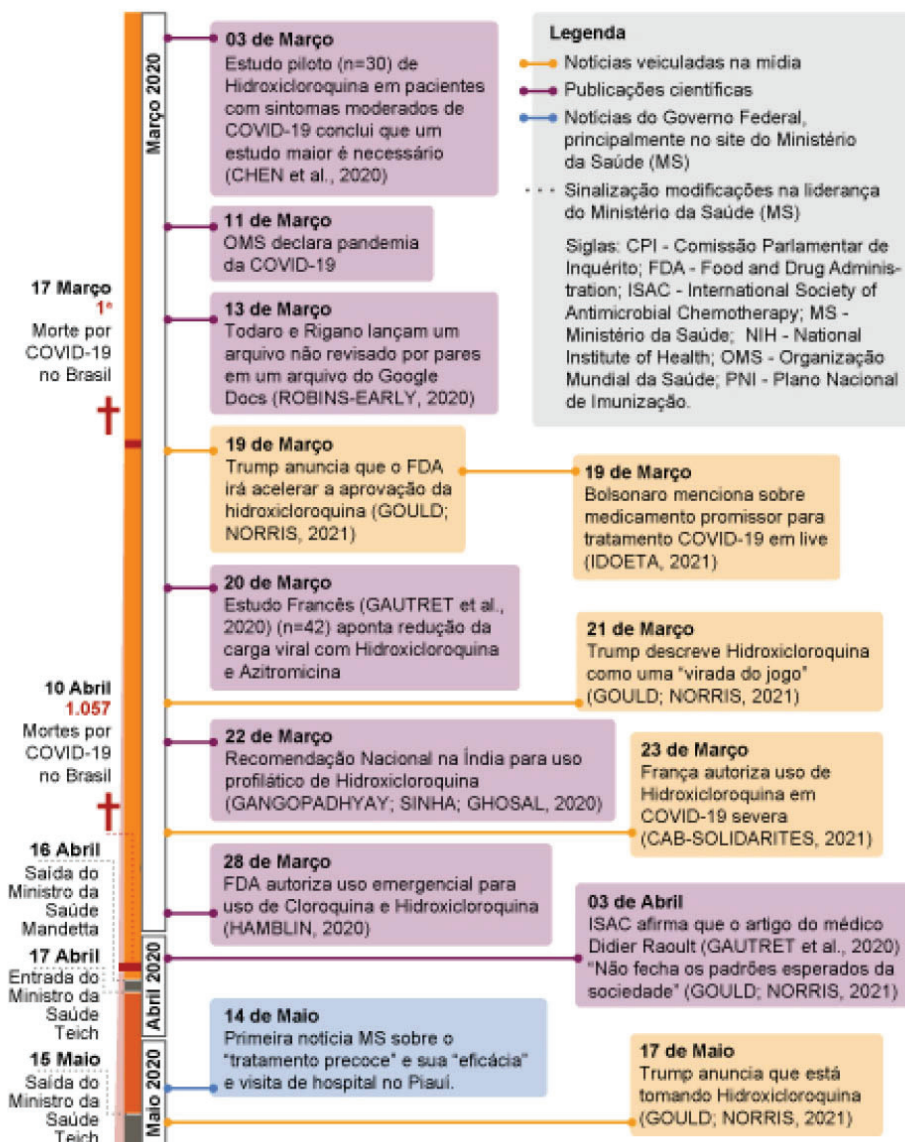 Março 2020
03 de Março
Estudo piloto (n=30) de
Hidroxicloroquina em pacientes
com sintomas moderados de
COVID-19 conclui que um
estudo maior é necessário
(CHEN et al., 2020)
Legenda
Notícias veiculadas na mídia
Publicações científicas
Notícias do Governo Federal,
principalmente no site do Ministério
da Saúde (MS)
Sinalização modificações na liderança
do Ministério da Saúde (MS)
Siglas: CPI - Comissão Parlamentar de
Inquérito; FDA - Food and Drug Adminis-
tration; ISAC - International Society of
Antimicrobial Chemotherapy; MS -
Ministério da Saúde; NIH - National
Institute of Health; OMS - Organização
Mundial da Saúde; PNI - Plano Nacional
de Imunização.
11 de Março
OMS declara pandemia
da COVID-19
17 Março
1ª
Morte por
COVID-19
no Brasil
13 de Março
Todaro e Rigano lançam um
arquivo não revisado por pares
em um arquivo do Google
Docs (ROBINS-EARLY, 2020)
19 de Março
Trump anuncia que o FDA
irá acelerar a aprovação da
hidroxicloroquina (GOULD;
NORRIS, 2021)
19 de Março
Bolsonaro menciona sobre
medicamento promissor para
tratamento COVID-19 em live
(IDOETA, 2021)
20 de Março
Estudo Francês (GAUTRET et al.,
2020) (n=42) aponta redução da
carga viral com Hidroxicloroquina
e Azitromicina
21 de Março
Trump descreve Hidroxicloroquina
como uma "virada do jogo"
(GOULD; NORRIS, 2021)
10 Abril
1.057
Mortes por
COVID-19
no Brasil
22 de Março
Recomendação Nacional na Índia para uso
profilático de Hidroxicloroquina
(GANGOPADHYAY; SINHA; GHOSAL, 2020)
23 de Março
França autoriza uso de
Hidroxicloroquina em
COVID-19 severa
(CAB-SOLIDARITES, 2021)
16 Abril
Saída do
Ministro da
Saúde
Mandetta
28 de Março
FDA autoriza uso emergencial para
uso de Cloroquina e Hidroxicloroquina
(HAMBLIN, 2020)
03 de Abril
ISAC afirma que o artigo do médico
Didier Raoult (GAUTRET et al., 2020)
"Não fecha os padrões esperados da
sociedade" (GOULD; NORRIS, 2021)
17 Abril
Entrada do
Ministro da
Saúde
Teich
Abril 2020
14 de Maio
Primeira notícia MS sobre o
"tratamento precoce" e sua "eficácia"
e visita de hospital no Piauí.
15 Maio
Saída do
Ministro da
Saúde
Teich
Maio 2020
17 de Maio
Trump anuncia que está
tomando Hidroxicloroquina
(GOULD; NORRIS, 2021)